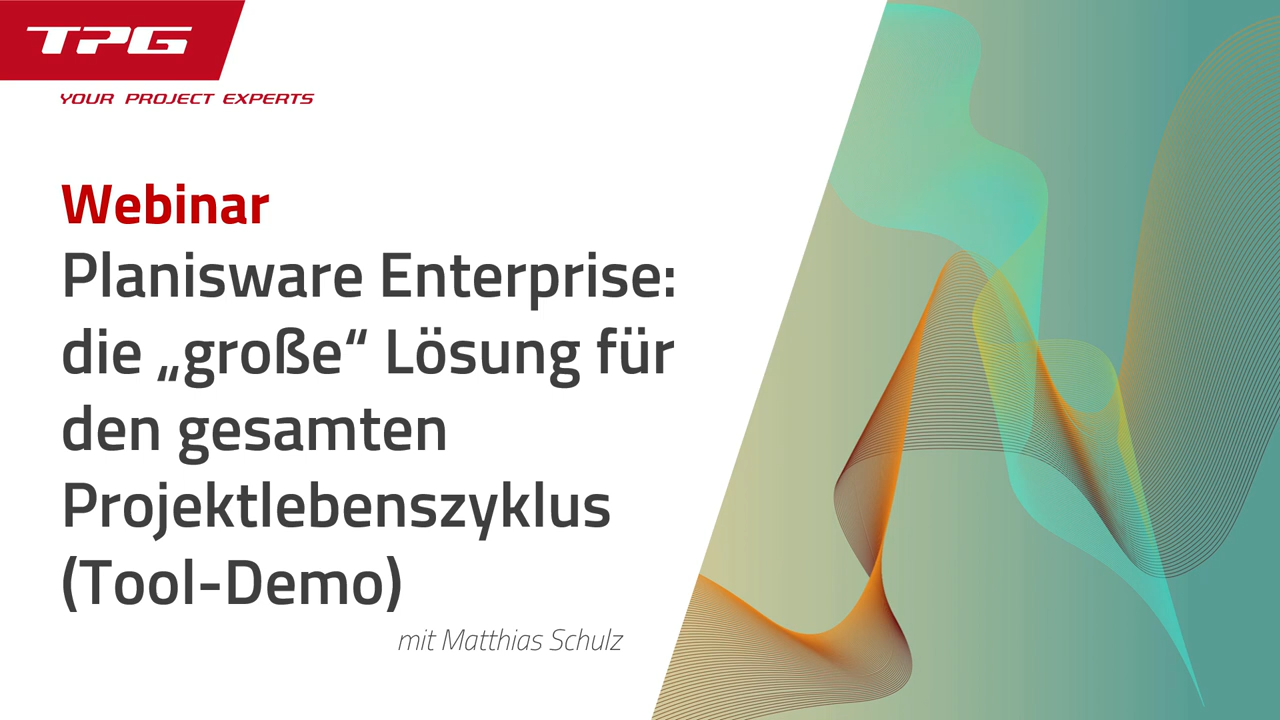 TPG
YOUR PROJECT EXPERTS
Webinar
Planisware Enterprise:
die „große“ Lösung für
den gesamten
Projektlebenszyklus
(Tool-Demo)
mit Matthias Schulz